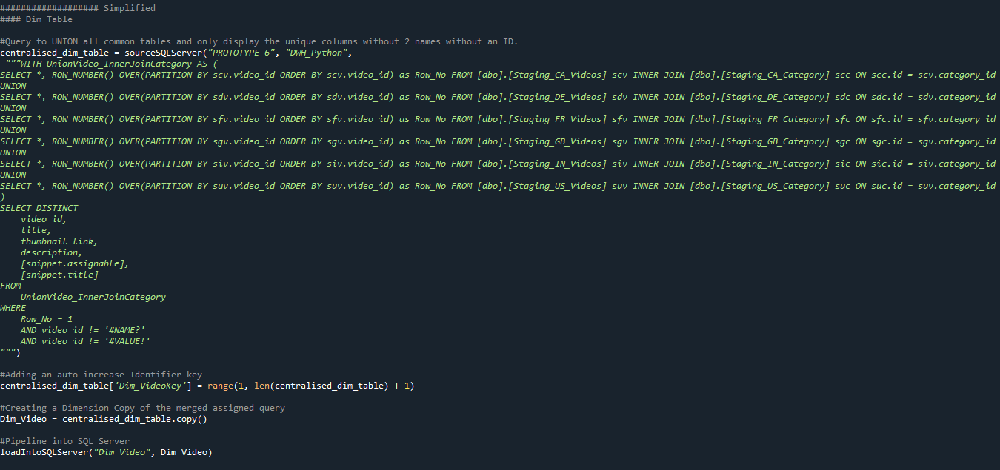 ################### Simplified
#### Dim Table
#Query to UNION all common tables and only display the unique columns without 2 names without an ID.
centralised_dim_table = sourceSQLServer("PROTOTYPE-6", "DWH_Python",
 """WITH UnionVideo_InnerJoinCategory AS (
SELECT *, ROW_NUMBER() OVER(PARTITION BY scv.video_id ORDER BY scv.video_id) as Row_No FROM [dbo].[Staging_CA_Videos] scv INNER JOIN [dbo].[Staging_CA_Category] scc ON scc.id = scv.category_id
UNION
SELECT *, ROW_NUMBER() OVER(PARTITION BY sdv.video_id ORDER BY sdv.video_id) as Row_No FROM [dbo].[Staging_DE_Videos] sdv INNER JOIN [dbo].[Staging_DE_Category] sdc ON sdc.id = sdv.category_id
UNION
SELECT *, ROW_NUMBER() OVER(PARTITION BY sfv.video_id ORDER BY sfv.video_id) as Row_No FROM [dbo].[Staging_FR_Videos] sfv INNER JOIN [dbo].[Staging_FR_Category] sfc ON sfc.id = sfv.category_id
UNION
SELECT *, ROW_NUMBER() OVER(PARTITION BY sgv.video_id ORDER BY sgv.video_id) as Row_No FROM [dbo].[Staging_GB_Videos] sgv INNER JOIN [dbo].[Staging_GB_Category] sgc ON sgc.id = sgv.category_id
UNION
SELECT *, ROW_NUMBER() OVER(PARTITION BY siv.video_id ORDER BY siv.video_id) as Row_No FROM [dbo].[Staging_IN_Videos] siv INNER JOIN [dbo].[Staging_IN_Category] sic ON sic.id = siv.category_id
UNION
SELECT *, ROW_NUMBER() OVER(PARTITION BY suv.video_id ORDER BY suv.video_id) as Row_No FROM [dbo].[Staging_US_Videos] suv INNER JOIN [dbo].[Staging_US_Category] suc ON suc.id = suv.category_id
)
SELECT DISTINCT
    video_id,
    title,
    thumbnail_link,
    description,
    [snippet.assignable],
    [snippet.title]
FROM
    UnionVideo_InnerJoinCategory
WHERE
    Row_No = 1
    AND video_id != '#NAME?'
    AND video_id != '#VALUE!'
""")
#Adding an auto increase Identifier key
centralised_dim_table['Dim_VideoKey'] = range(1, len(centralised_dim_table) + 1)
#Creating a Dimension Copy of the merged assigned query
Dim_Video = centralised_dim_table.copy()
#Pipeline into SQL Server
loadIntoSQLServer("Dim_Video", Dim_Video)